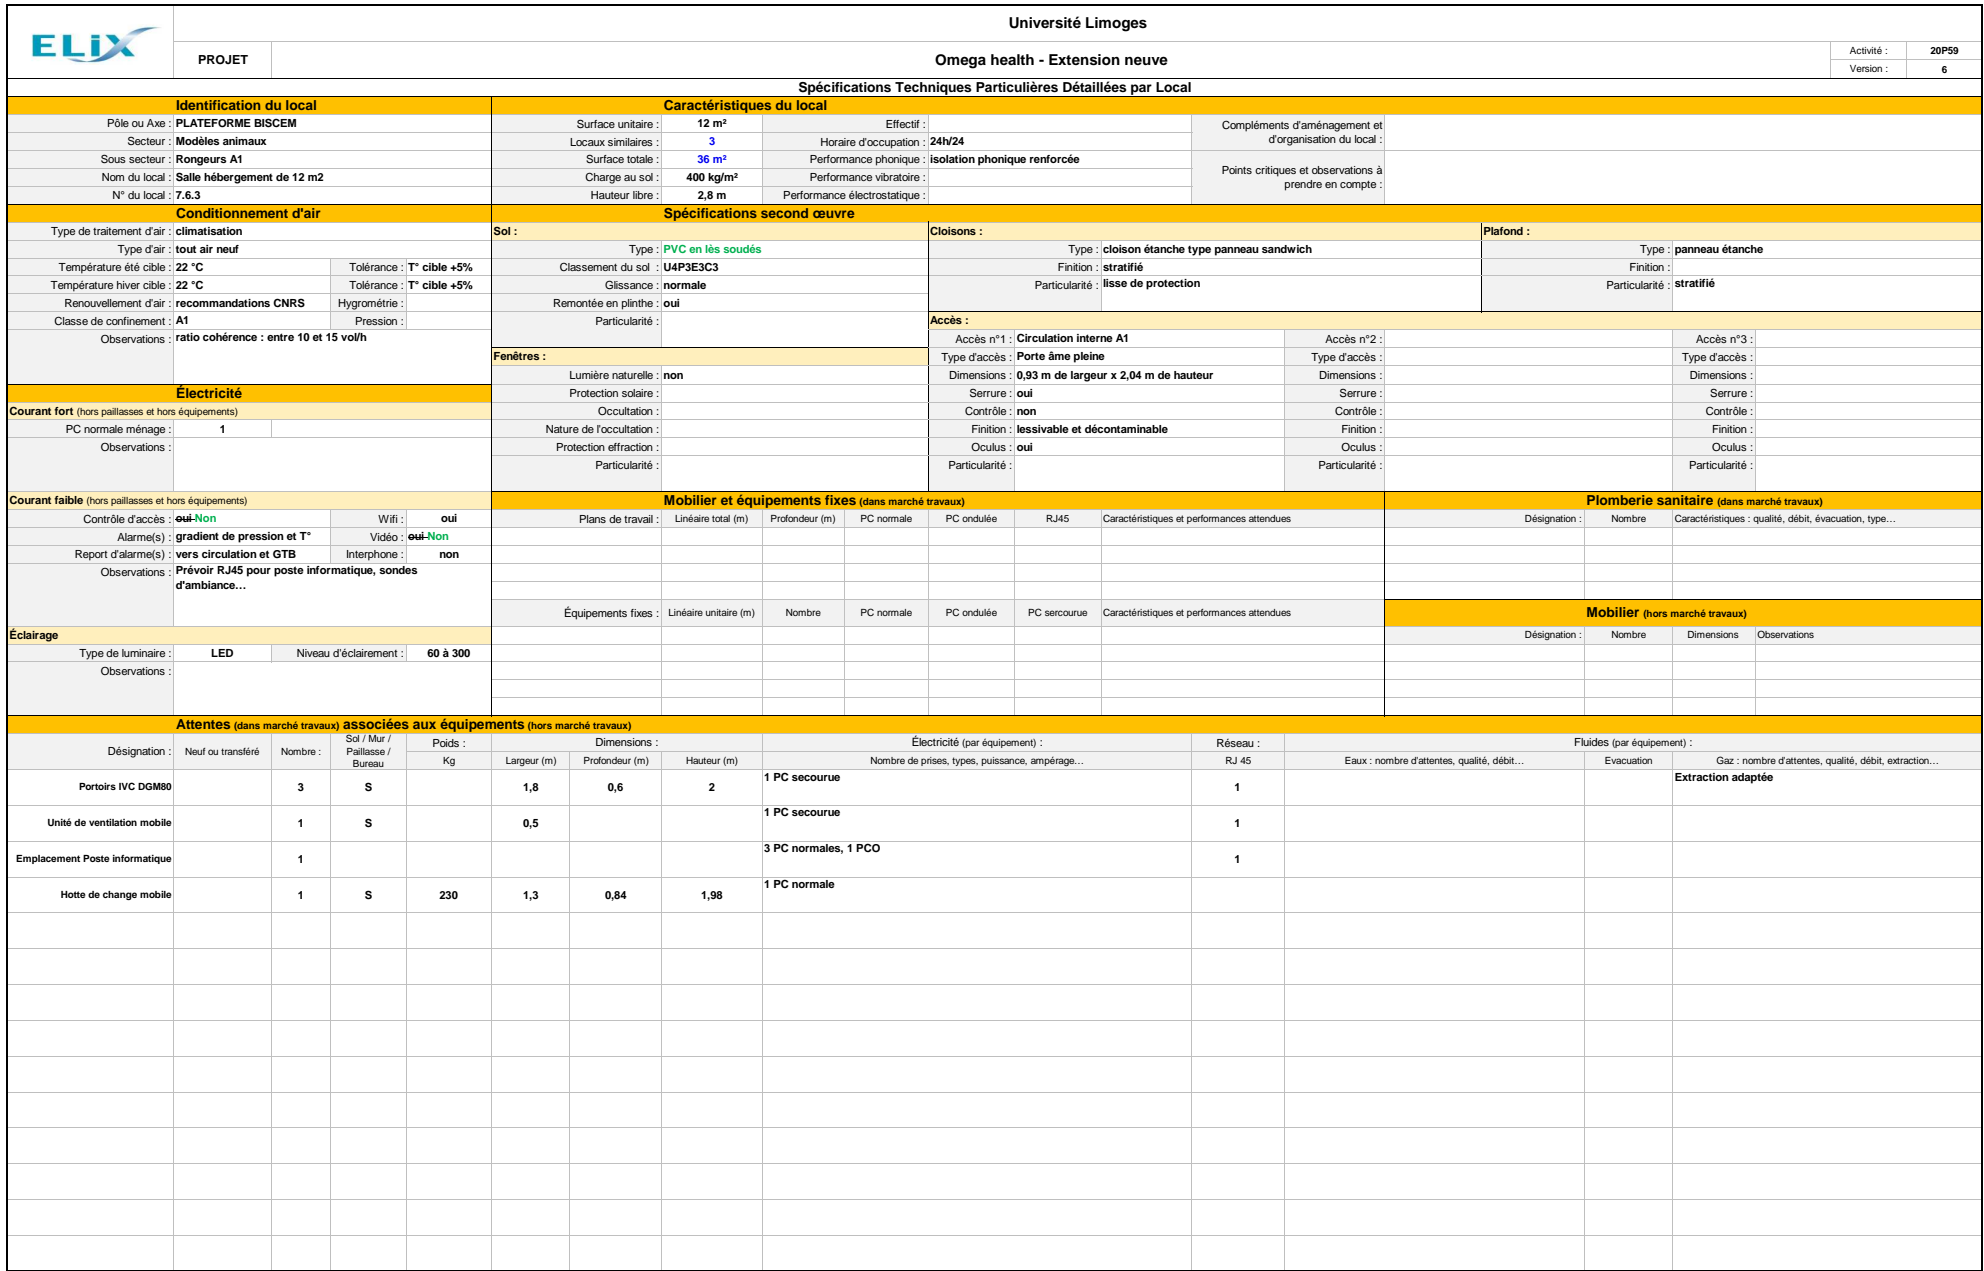 ELiX
Université Limoges
PROJET
Omega health - Extension neuve
Activité : 20P59
Version : 6
Spécifications Techniques Particulières Détaillées par Local
Identification du local
Pôle ou Axe : PLATEFORME BISCEM
Secteur : Modèles animaux
Sous secteur : Rongeurs A1
Nom du local : Salle hébergement de 12 m2
N° du local : 7.6.3
Caractéristiques du local
Surface unitaire : 12 m² Effectif :
Locaux similaires : 3 Horaire d'occupation : 24h/24
Surface totale : 36 m² Performance phonique : isolation phonique renforcée
Charge au sol : 400 kg/m² Performance vibratoire :
Hauteur libre : 2,8 m Performance électrostatique :
Compléments d'aménagement et
d'organisation du local :
Points critiques et observations à
prendre en compte :
Conditionnement d'air
Type de traitement d'air : climatisation
Type d'air : tout air neuf
Température été cible : 22 °C Tolérance : T° cible +5%
Température hiver cible : 22 °C Tolérance : T° cible +5%
Renouvellement d'air : recommandations CNRS Hygrométrie :
Classe de confinement : A1 Pression :
Observations : ratio cohérence : entre 10 et 15 vol/h
Spécifications second œuvre
Sol :
Type : PVC en lès soudés
Classement du sol : U4P3E3C3
Glissance : normale
Remontée en plinthe : oui
Particularité :
Cloisons :
Type : cloison étanche type panneau sandwich
Finition : stratifié
Particularité : lisse de protection
Plafond :
Type : panneau étanche
Finition :
Particularité : stratifié
Fenêtres :
Lumière naturelle : non
Protection solaire :
Occultation :
Nature de l'occultation :
Protection effraction :
Particularité :
Accès :
Accès n°1 : Circulation interne A1 Accès n°2 : Accès n°3 :
Type d'accès : Porte âme pleine Type d'accès : Type d'accès :
Dimensions : 0,93 m de largeur x 2,04 m de hauteur Dimensions : Dimensions :
Serrure : oui Serrure : Serrure :
Contrôle : non Contrôle : Contrôle :
Finition : lessivable et décontaminable Finition : Finition :
Oculus : oui Oculus : Oculus :
Particularité : Particularité : Particularité :
Électricité
Courant fort (hors paillasses et hors équipements)
PC normale ménage : 1
Observations :
Courant faible (hors paillasses et hors équipements)
Contrôle d'accès : oui Non Wifi : oui
Alarme(s) : gradient de pression et T° Vidéo : oui Non
Report d'alarme(s) : vers circulation et GTB Interphone : non
Observations : Prévoir RJ45 pour poste informatique, sondes
d'ambiance…
Éclairage
Type de luminaire : LED Niveau d'éclairement : 60 à 300
Observations :
Mobilier et équipements fixes (dans marché travaux)
Plans de travail : Linéaire total (m) Profondeur (m) PC normale PC ondulée RJ45 Caractéristiques et performances attendues
Équipements fixes : Linéaire unitaire (m) Nombre PC normale PC ondulée PC sercourue Caractéristiques et performances attendues
Plomberie sanitaire (dans marché travaux)
Désignation : Nombre Caractéristiques : qualité, débit, évacuation, type…
Mobilier (hors marché travaux)
Désignation : Nombre Dimensions Observations
Attentes (dans marché travaux) associées aux équipements (hors marché travaux)
Désignation : Neuf ou transféré Nombre : Sol / Mur /
Paillasse /
Bureau
Poids : Dimensions : Électricité (par équipement) : Réseau : Fluides (par équipement) :
Kg Largeur (m) Profondeur (m) Hauteur (m) Nombre de prises, types, puissance, ampérage… RJ 45 Eaux : nombre d'attentes, qualité, débit… Evacuation Gaz : nombre d'attentes, qualité, débit, extraction…
Portoirs IVC DGM80 3 S 1,8 0,6 2 1 PC secourue 1 Extraction adaptée
Unité de ventilation mobile 1 S 0,5 1 PC secourue 1
Emplacement Poste informatique 1 3 PC normales, 1 PCO 1
Hotte de change mobile 1 S 230 1,3 0,84 1,98 1 PC normale